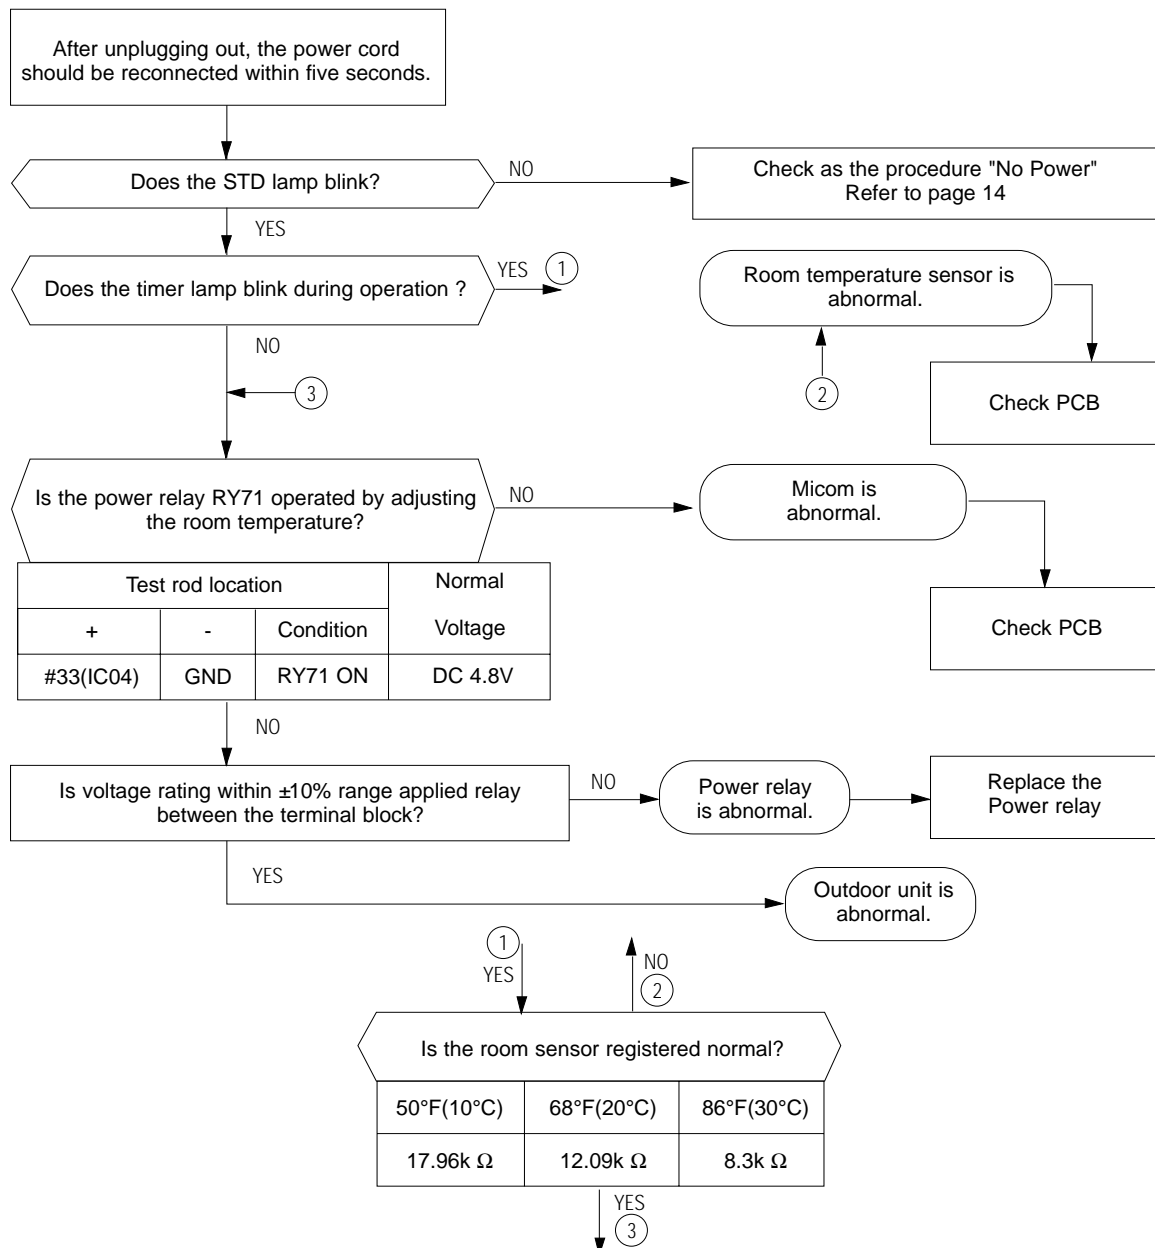 After unplugging out, the power cord
should be reconnected within five seconds.
Does the STD lamp blink?
NO
Check as the procedure "No Power"
Refer to page 14
YES
Does the timer lamp blink during operation ?
YES
1
Room temperature sensor is
abnormal.
NO
3
2
Check PCB
Is the power relay RY71 operated by adjusting
the room temperature?
NO
Micom is
abnormal.
Test rod location
Normal
Voltage
+
-
Condition
Check PCB
#33(IC04)
GND
RY71 ON
DC 4.8V
NO
Is voltage rating within ±10% range applied relay
between the terminal block?
NO
Power relay
is abnormal.
Replace the
Power relay
YES
Outdoor unit is
abnormal.
1
YES
NO
2
Is the room sensor registered normal?
50°F(10°C)
68°F(20°C)
86°F(30°C)
17.96k Ω
12.09k Ω
8.3k Ω
YES
3